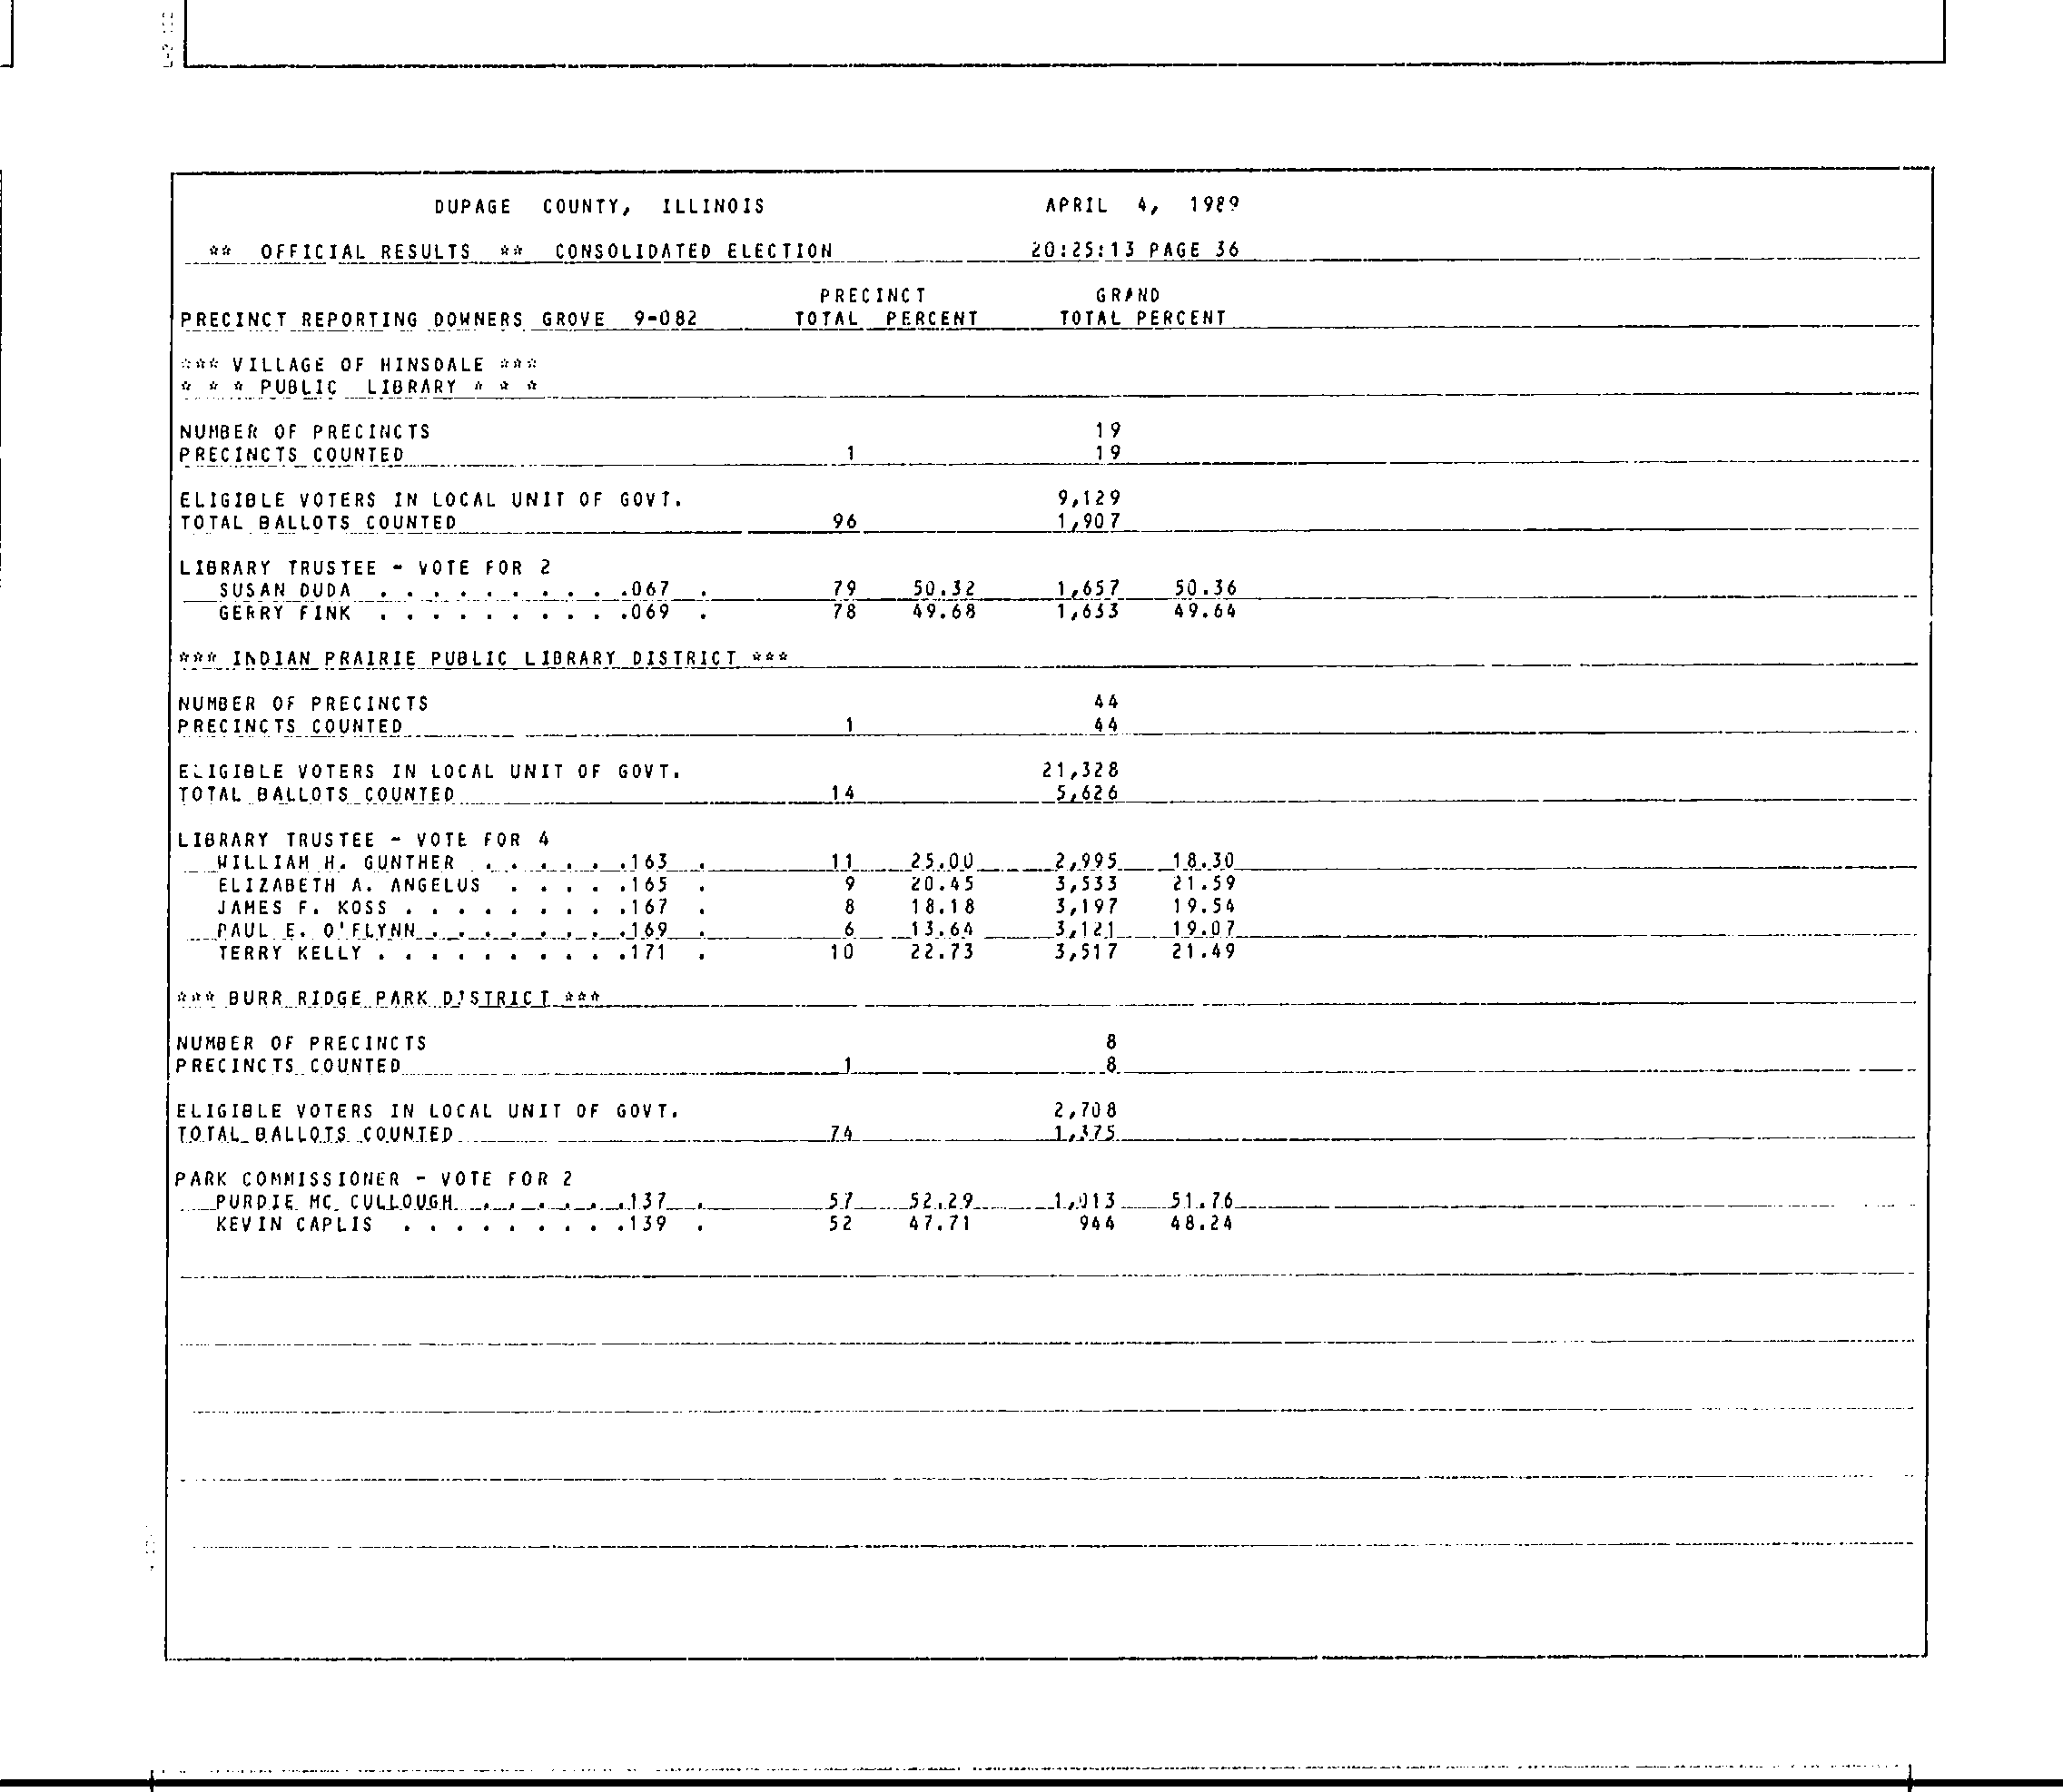 DUPAGE COUNTY, ILLINOIS APRIL 4, 1989
** OFFICIAL RESULTS ** CONSOLIDATED ELECTION 20:25:13 PAGE 36
PRECINCT GRAND
PRECINCT REPORTING DOWNERS GROVE 9-082 TOTAL PERCENT TOTAL PERCENT
*** VILLAGE OF HINSDALE ***
* * * PUBLIC LIBRARY * * *
NUMBER OF PRECINCTS 19
PRECINCTS COUNTED 1 19
ELIGIBLE VOTERS IN LOCAL UNIT OF GOVT. 9,129
TOTAL BALLOTS COUNTED 96 1,907
LIBRARY TRUSTEE - VOTE FOR 2
SUSAN DUDA . . . . . . . . . .067 . 79 50.32 1,657 50.36
GERRY FINK . . . . . . . . . .069 . 78 49.68 1,633 49.64
*** INDIAN PRAIRIE PUBLIC LIBRARY DISTRICT ***
NUMBER OF PRECINCTS 44
PRECINCTS COUNTED 1 44
ELIGIBLE VOTERS IN LOCAL UNIT OF GOVT. 21,328
TOTAL BALLOTS COUNTED 14 5,626
LIBRARY TRUSTEE - VOTE FOR 4
WILLIAM H. GUNTHER . . . . . .163 . 11 25.00 2,995 18.30
ELIZABETH A. ANGELUS . . . . .165 . 9 20.45 3,533 21.59
JAMES F. KOSS . . . . . . . . .167 . 8 18.18 3,197 19.54
PAUL E. O'FLYNN . . . . . . . .169 . 6 13.64 3,121 19.07
TERRY KELLY . . . . . . . . . .171 . 10 22.73 3,517 21.49
*** BURR RIDGE PARK DISTRICT ***
NUMBER OF PRECINCTS 8
PRECINCTS COUNTED 1 8
ELIGIBLE VOTERS IN LOCAL UNIT OF GOVT. 2,708
TOTAL BALLOTS COUNTED 74 1,375
PARK COMMISSIONER - VOTE FOR 2
PURDIE MC CULLOUGH . . . . . .137 . 57 52.29 1,013 51.76
KEVIN CAPLIS . . . . . . . . .139 . 52 47.71 944 48.24